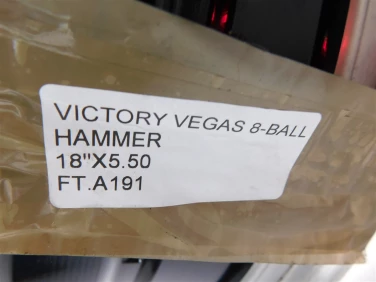 VICTORY VEGAS 8-BALL
HAMMER
18"X5.50
FT.A191